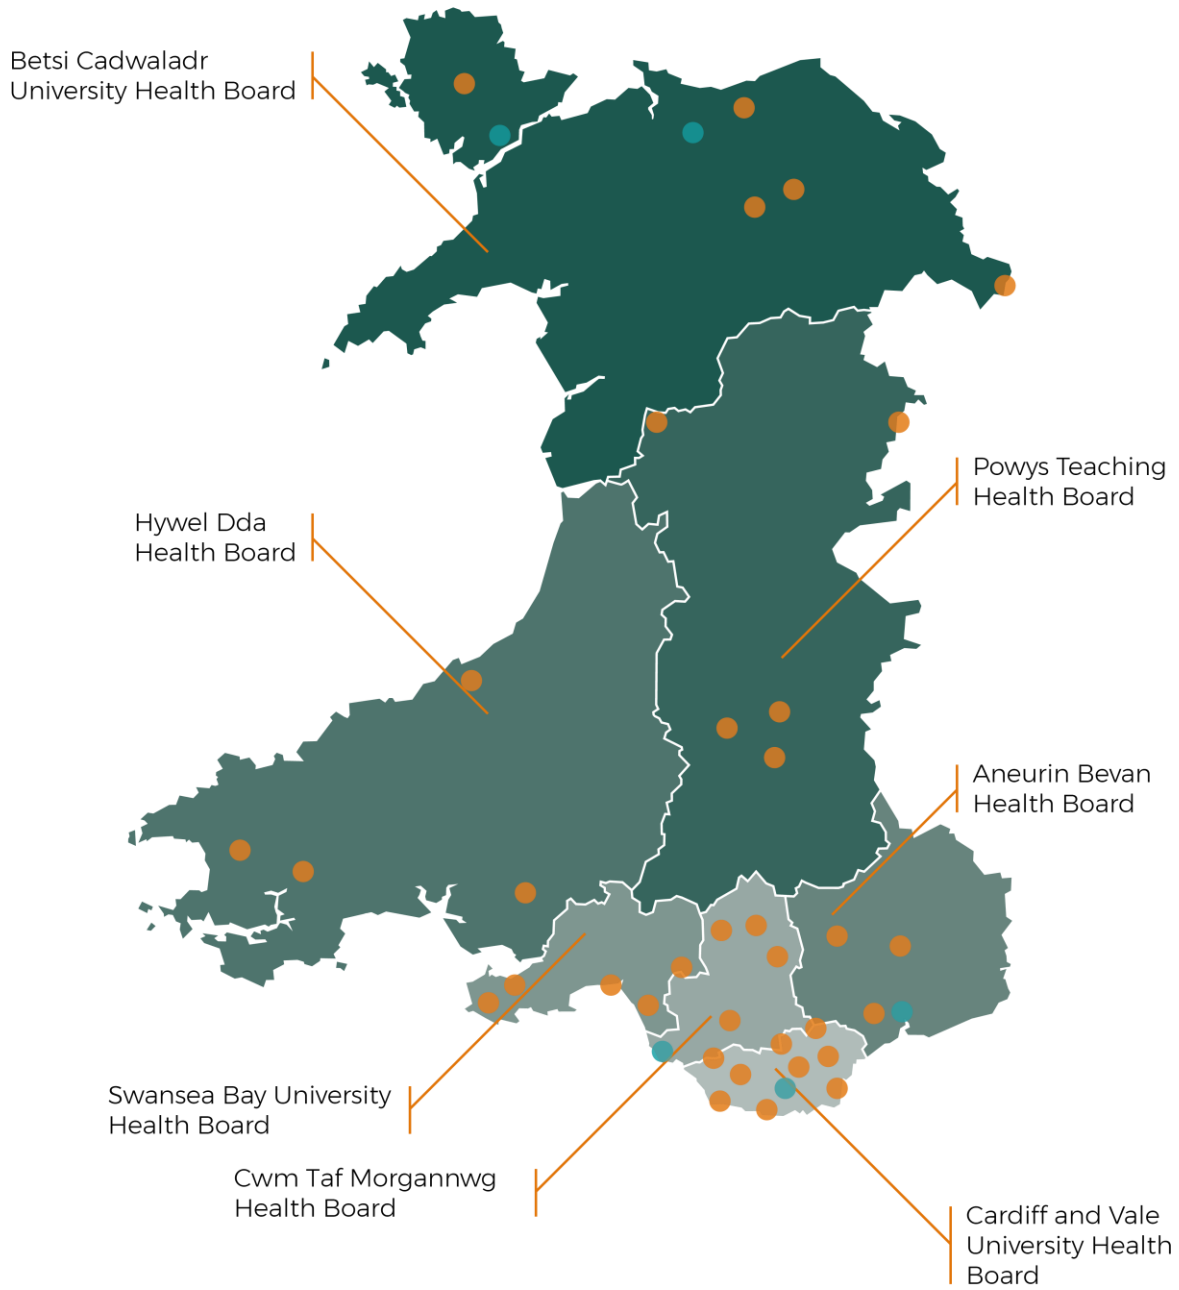 Betsi Cadwaladr
University Health Board
Powys Teaching
Health Board
Hywel Dda
Health Board
Aneurin Bevan
Health Board
Swansea Bay University
Health Board
Cwm Taf Morgannwg
Health Board
Cardiff and Vale
University Health
Board